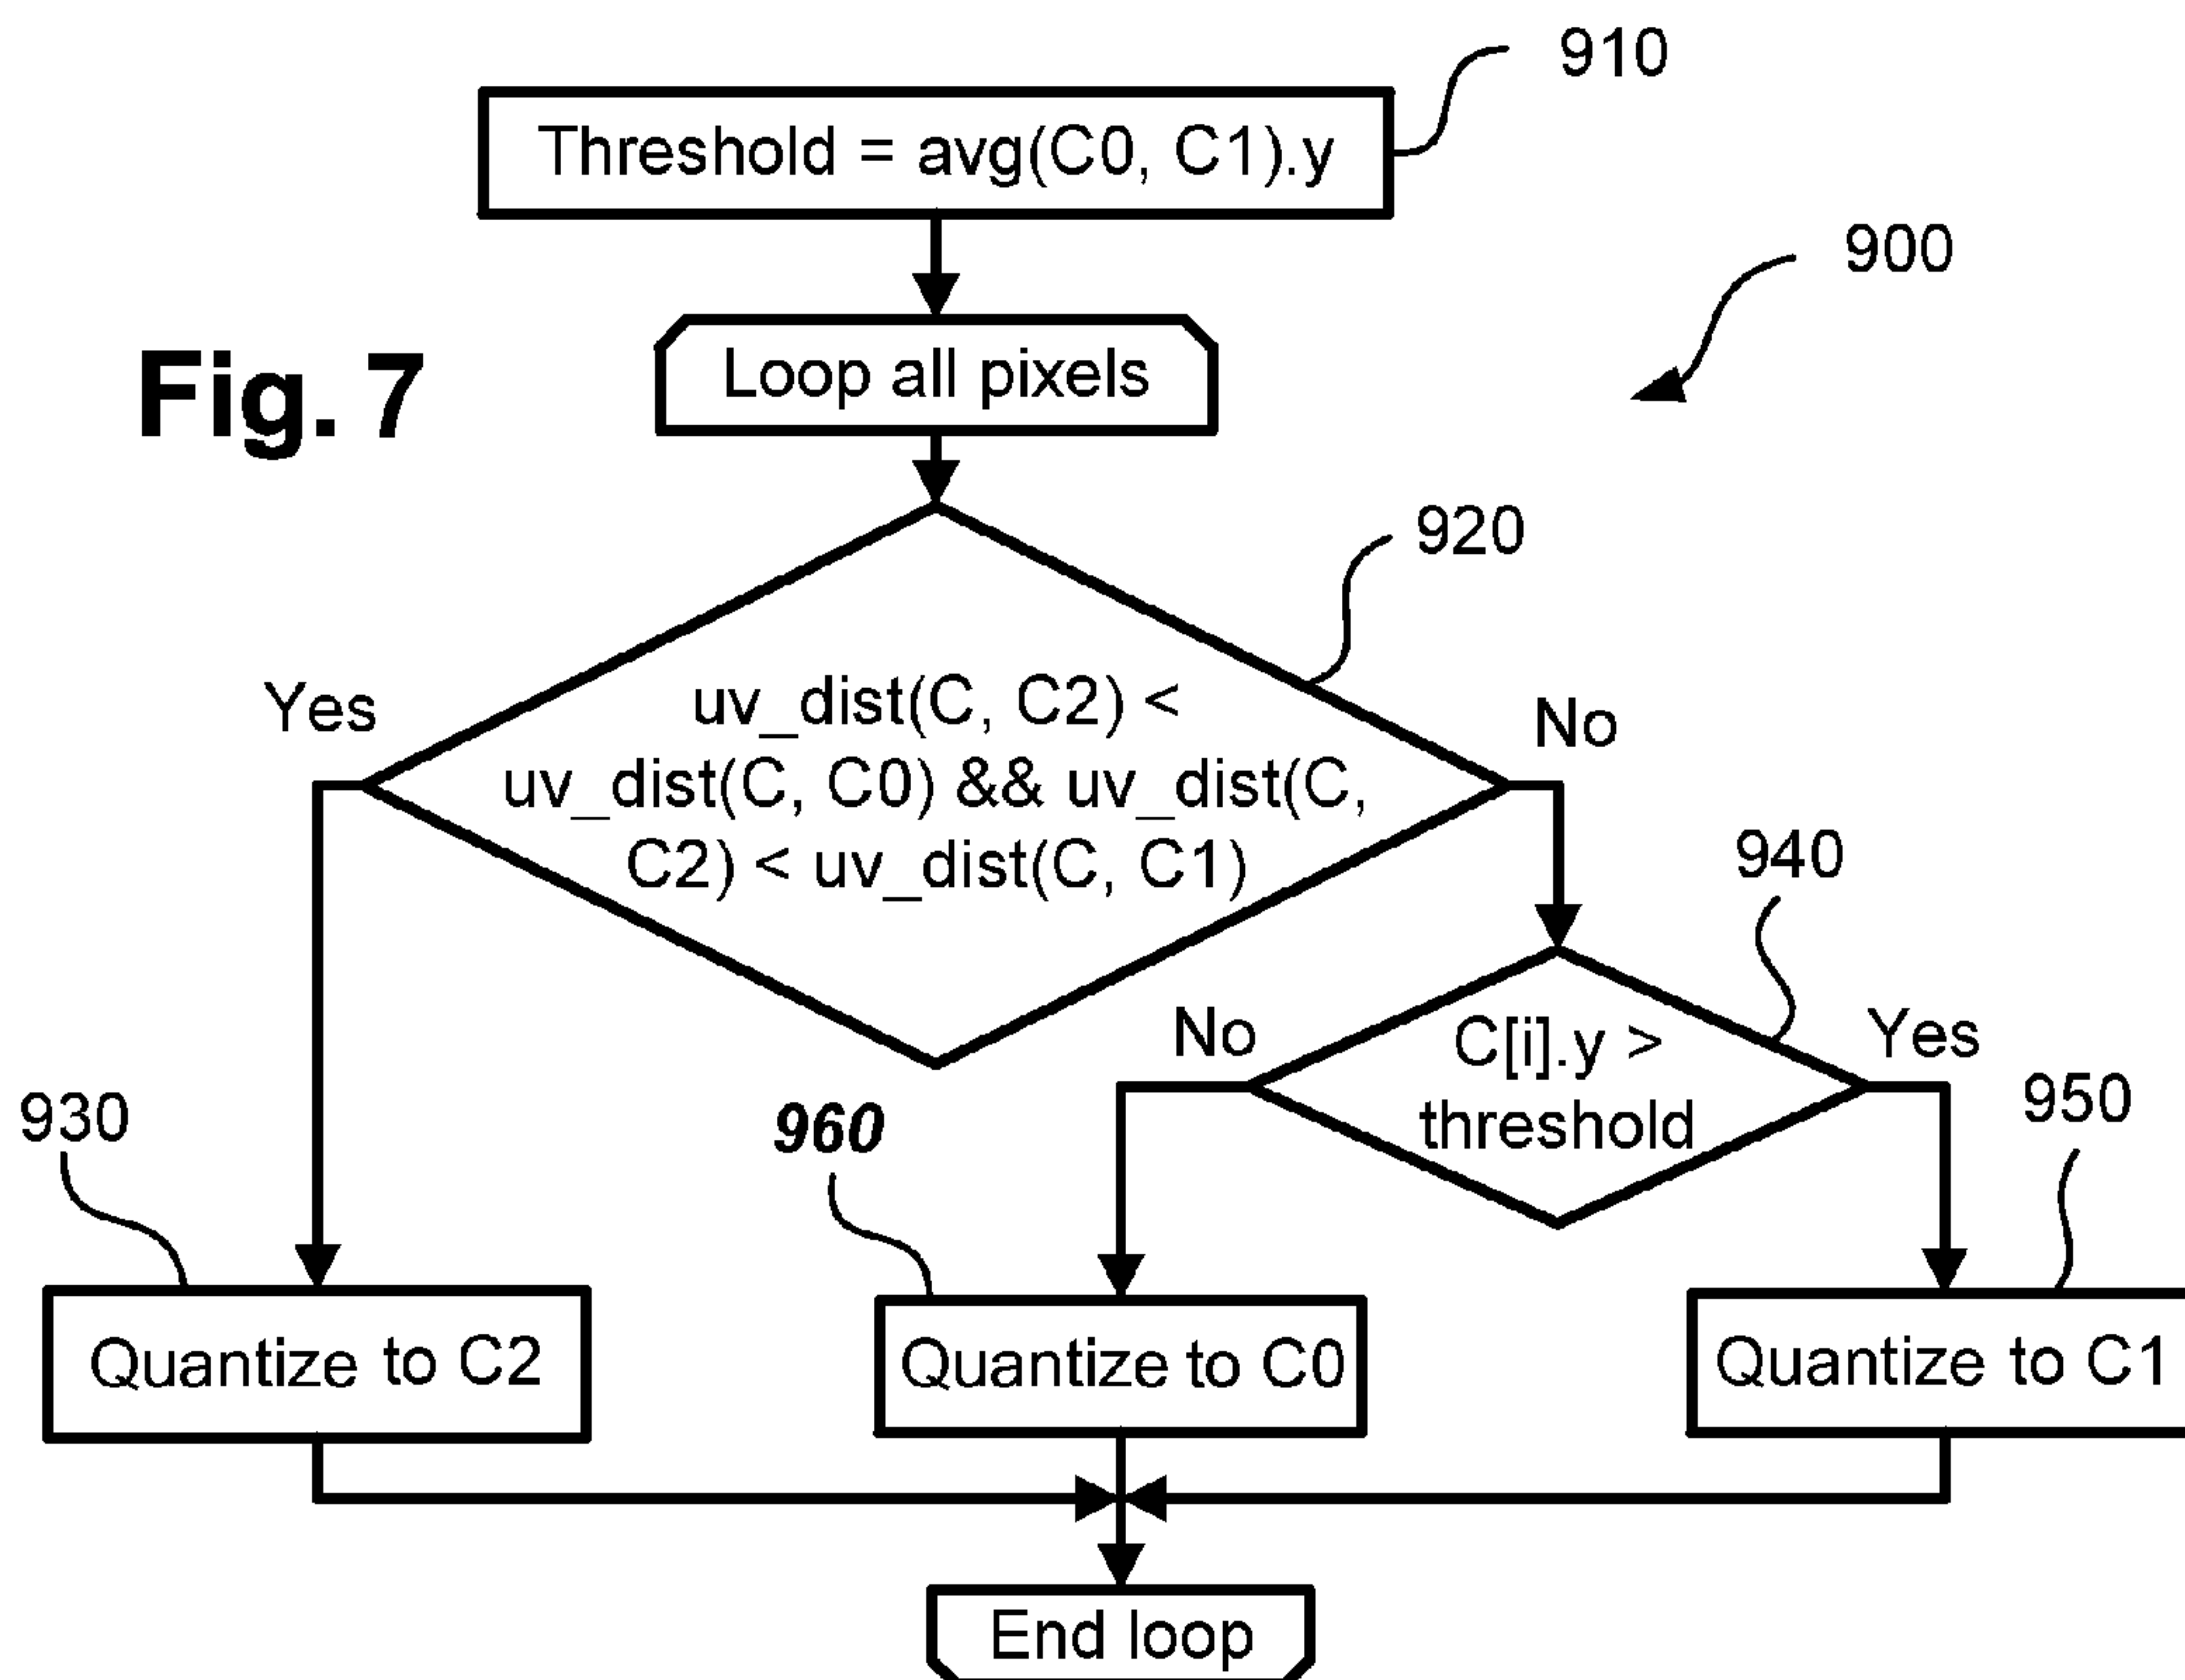 910
Threshold = avg(C0, C1).y
900
Fig. 7
Loop all pixels
920
Yes
uv_dist(C, C2) <
uv_dist(C, C0) && uv_dist(C,
C2) < uv_dist(C, C1)
No
940
No
C[i].y >
threshold
Yes
930
960
950
Quantize to C2
Quantize to C0
Quantize to C1
End loop